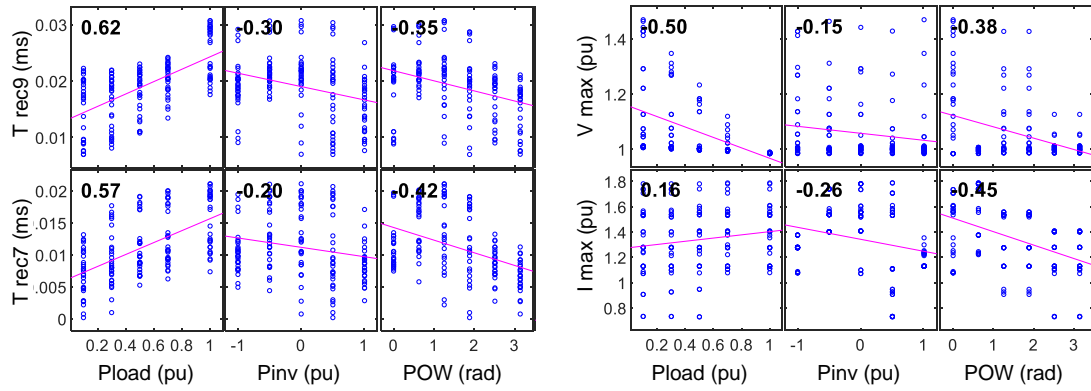 T rec9 (ms)
0.03
0.02
0.01
0.62
-0.30
-0.35
T rec7 (ms)
0.02
0.015
0.01
0.005
0
0.57
-0.20
-0.42
0.2 0.4 0.6 0.8 1
-1 0 1
0 1 2 3
Pload (pu)
Pinv (pu)
POW (rad)
V max (pu)
1.4
1.2
1
0.50
-0.15
-0.38
I max (pu)
1.8
1.6
1.4
1.2
1
0.8
0.16
-0.26
-0.45
0.2 0.4 0.6 0.8 1
-1 0 1
0 1 2 3
Pload (pu)
Pinv (pu)
POW (rad)